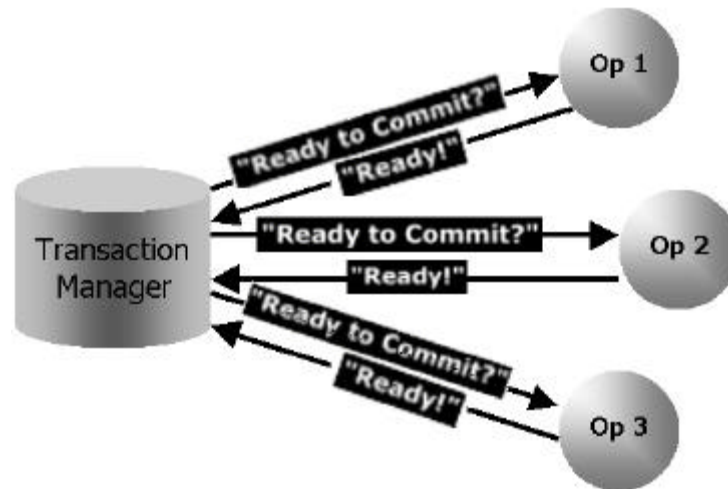 Op 1
"Ready to Commit?"
"Ready!"
Transaction
Manager
"Ready to Commit?"
Op 2
"Ready!"
"Ready to Commit?"
"Ready!"
Op 3